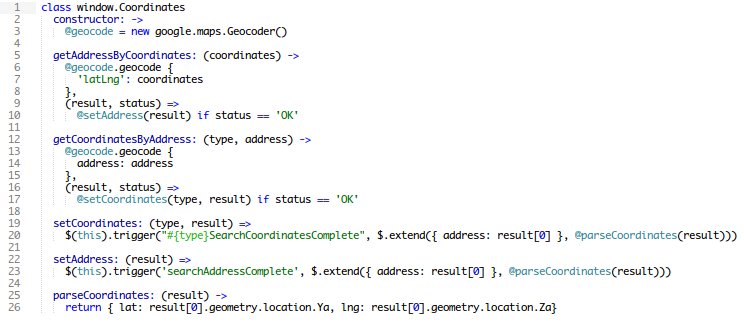 1 class window.Coordinates
2   constructor: ->
3     @geocode = new google.maps.Geocoder()
4
5   getAddressByCoordinates: (coordinates) ->
6     @geocode.geocode {
7       'latLng': coordinates
8     },
9     (result, status) =>
10       @setAddress(result) if status == 'OK'
11
12   getCoordinatesByAddress: (type, address) ->
13     @geocode.geocode {
14       address: address
15     },
16     (result, status) =>
17       @setCoordinates(type, result) if status == 'OK'
18
19   setCoordinates: (type, result) =>
20     $(this).trigger("#{type}SearchCoordinatesComplete", $.extend({ address: result[0] }, @parseCoordinates(result)))
21
22   setAddress: (result) =>
23     $(this).trigger('searchAddressComplete', $.extend({ address: result[0] }, @parseCoordinates(result)))
24
25   parseCoordinates: (result) ->
26     return { lat: result[0].geometry.location.Ya, lng: result[0].geometry.location.Za}